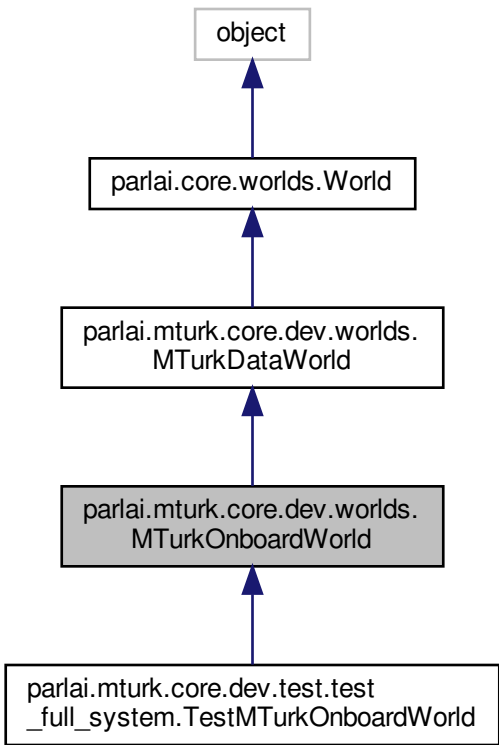 object
parlai.core.worlds.World
parlai.mturk.core.dev.worlds.
MTurkDataWorld
parlai.mturk.core.dev.worlds.
MTurkOnboardWorld
parlai.mturk.core.dev.test.test
_full_system.TestMTurkOnboardWorld